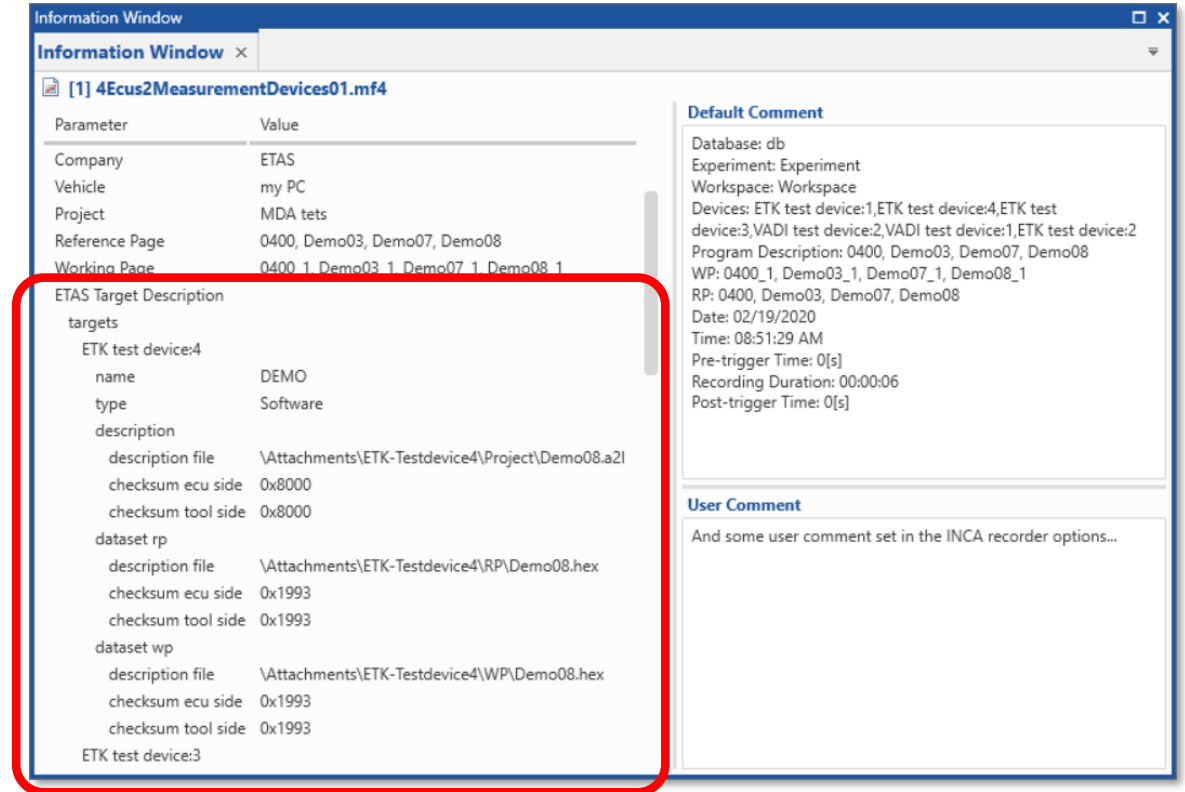 Information Window
Information Window ×
[1] 4Ecus2MeasurementDevices01.mf4
Parameter Value
Company ETAS
Vehicle my PC
Project MDA tets
Reference Page 0400, Demo03, Demo07, Demo08
Working Page 0400_1, Demo03_1, Demo07_1, Demo08_1
ETAS Target Description
targets
ETK test device:4
name DEMO
type Software
description
description file \Attachments\ETK-Testdevice4\Project\Demo08.a2l
checksum ecu side 0x8000
checksum tool side 0x8000
dataset rp
description file \Attachments\ETK-Testdevice4\RP\Demo08.hex
checksum ecu side 0x1993
checksum tool side 0x1993
dataset wp
description file \Attachments\ETK-Testdevice4\WP\Demo08.hex
checksum ecu side 0x1993
checksum tool side 0x1993
ETK test device:3
Default Comment
Database: db
Experiment: Experiment
Workspace: Workspace
Devices: ETK test device:1,ETK test device:4,ETK test
device:3,VADI test device:2,VADI test device:1,ETK test device:2
Program Description: 0400, Demo03, Demo07, Demo08
WP: 0400_1, Demo03_1, Demo07_1, Demo08_1
RP: 0400, Demo03, Demo07, Demo08
Date: 02/19/2020
Time: 08:51:29 AM
Pre-trigger Time: 0[s]
Recording Duration: 00:00:06
Post-trigger Time: 0[s]
User Comment
And some user comment set in the INCA recorder options...